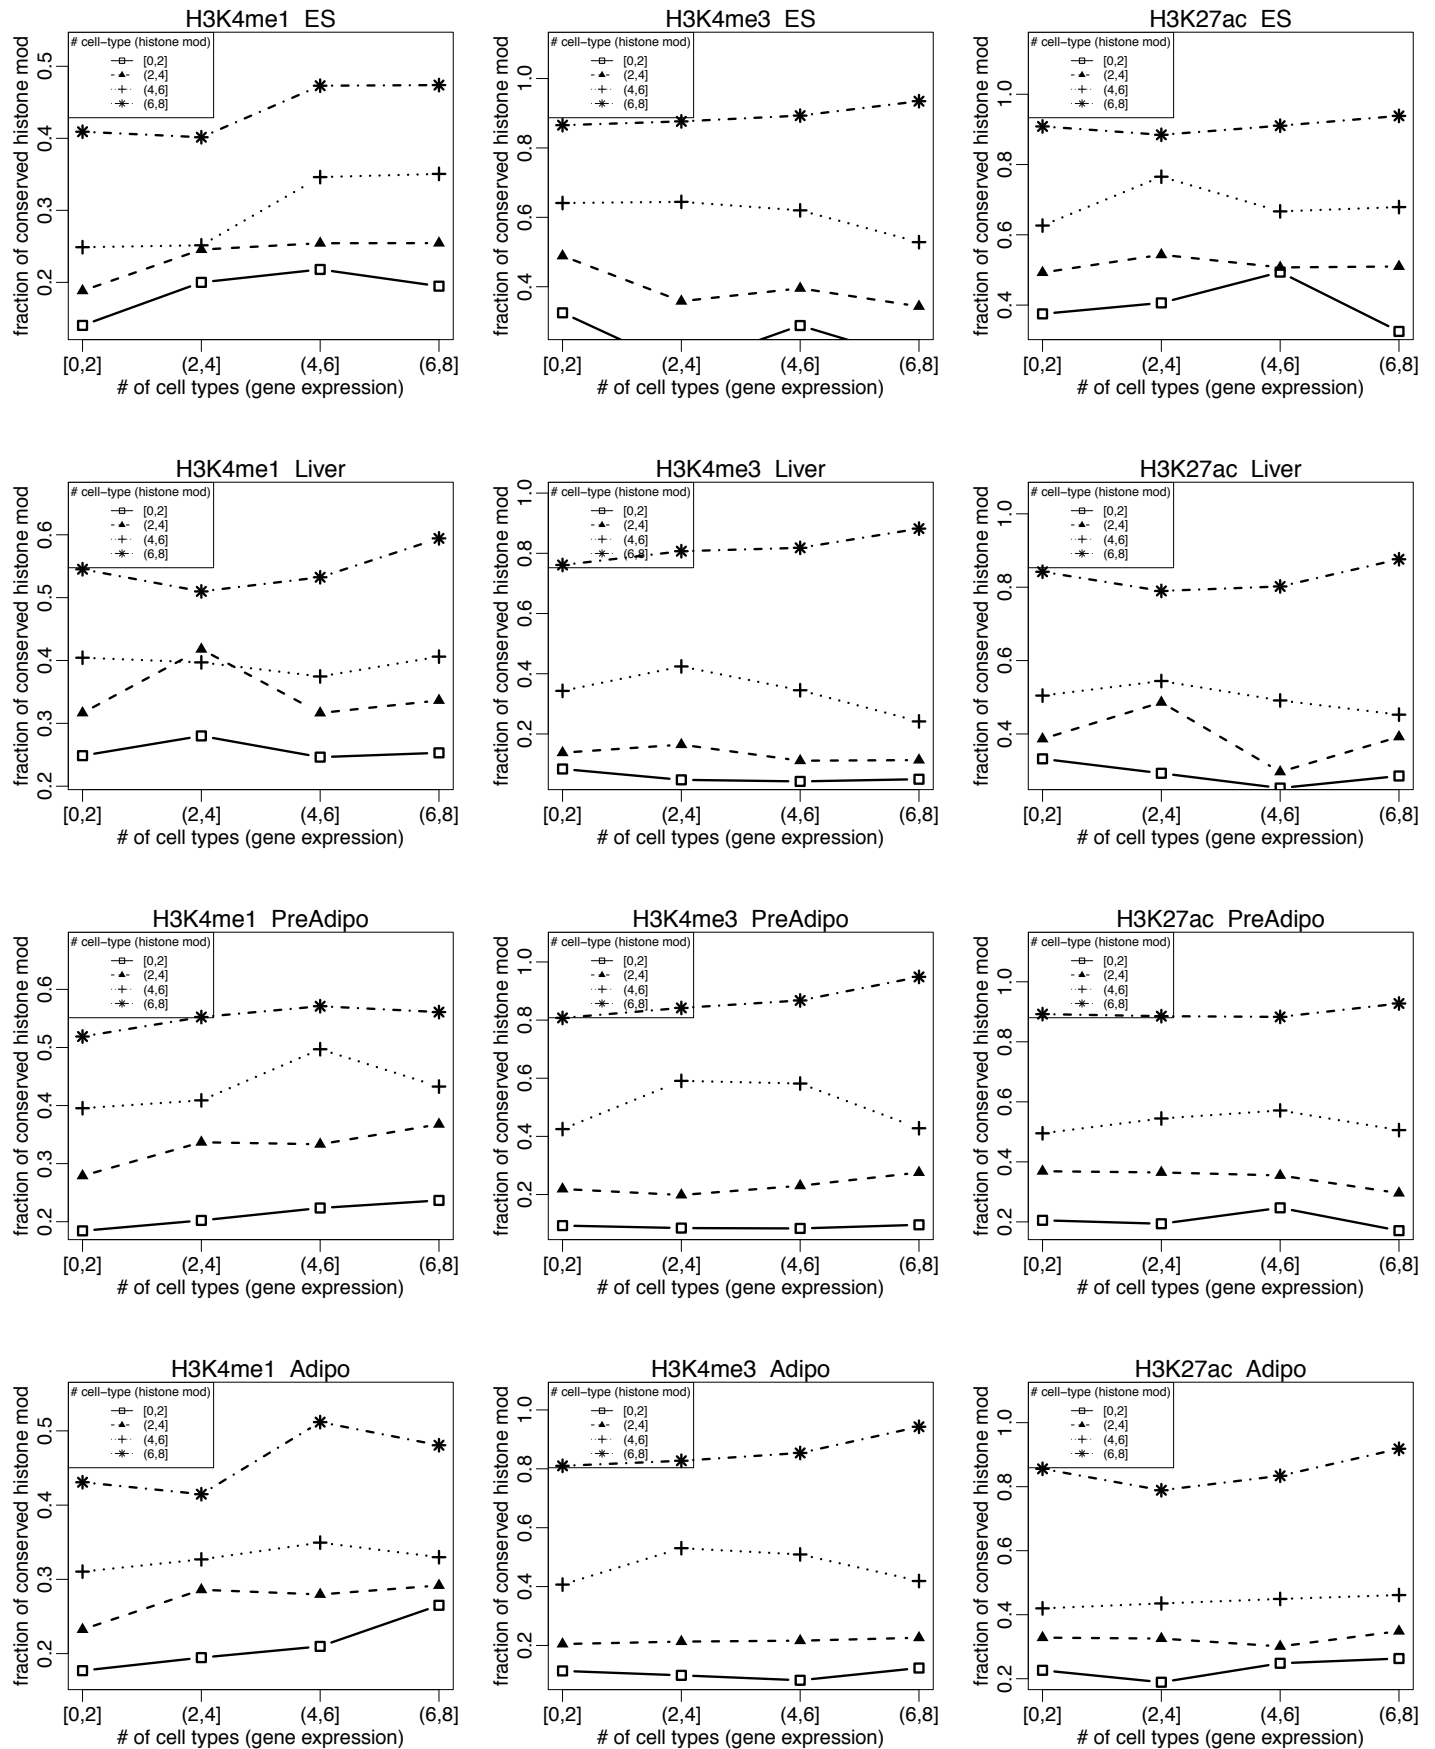 H3K4me1 ES
# cell-type (histone mod)
[0,2]
(2,4]
(4,6]
(6,8]
fraction of conserved histone mod
0.2 0.3 0.4 0.5
[0,2] (2,4] (4,6] (6,8]
# of cell types (gene expression)
H3K4me3 ES
# cell-type (histone mod)
[0,2]
(2,4]
(4,6]
(6,8]
fraction of conserved histone mod
0.4 0.6 0.8 1.0
[0,2] (2,4] (4,6] (6,8]
# of cell types (gene expression)
H3K27ac ES
# cell-type (histone mod)
[0,2]
(2,4]
(4,6]
(6,8]
fraction of conserved histone mod
0.4 0.6 0.8 1.0
[0,2] (2,4] (4,6] (6,8]
# of cell types (gene expression)
H3K4me1 Liver
# cell-type (histone mod)
[0,2]
(2,4]
(4,6]
(6,8]
fraction of conserved histone mod
0.2 0.3 0.4 0.5 0.6
[0,2] (2,4] (4,6] (6,8]
# of cell types (gene expression)
H3K4me3 Liver
# cell-type (histone mod)
[0,2]
(2,4]
(4,6]
(6,8]
fraction of conserved histone mod
0.2 0.4 0.6 0.8 1.0
[0,2] (2,4] (4,6] (6,8]
# of cell types (gene expression)
H3K27ac Liver
# cell-type (histone mod)
[0,2]
(2,4]
(4,6]
(6,8]
fraction of conserved histone mod
0.4 0.6 0.8 1.0
[0,2] (2,4] (4,6] (6,8]
# of cell types (gene expression)
H3K4me1 PreAdipo
# cell-type (histone mod)
[0,2]
(2,4]
(4,6]
(6,8]
fraction of conserved histone mod
0.2 0.3 0.4 0.5 0.6
[0,2] (2,4] (4,6] (6,8]
# of cell types (gene expression)
H3K4me3 PreAdipo
# cell-type (histone mod)
[0,2]
(2,4]
(4,6]
(6,8]
fraction of conserved histone mod
0.2 0.4 0.6 0.8 1.0
[0,2] (2,4] (4,6] (6,8]
# of cell types (gene expression)
H3K27ac PreAdipo
# cell-type (histone mod)
[0,2]
(2,4]
(4,6]
(6,8]
fraction of conserved histone mod
0.2 0.4 0.6 0.8 1.0
[0,2] (2,4] (4,6] (6,8]
# of cell types (gene expression)
H3K4me1 Adipo
# cell-type (histone mod)
[0,2]
(2,4]
(4,6]
(6,8]
fraction of conserved histone mod
0.2 0.3 0.4 0.5
[0,2] (2,4] (4,6] (6,8]
# of cell types (gene expression)
H3K4me3 Adipo
# cell-type (histone mod)
[0,2]
(2,4]
(4,6]
(6,8]
fraction of conserved histone mod
0.2 0.4 0.6 0.8 1.0
[0,2] (2,4] (4,6] (6,8]
# of cell types (gene expression)
H3K27ac Adipo
# cell-type (histone mod)
[0,2]
(2,4]
(4,6]
(6,8]
fraction of conserved histone mod
0.2 0.4 0.6 0.8 1.0
[0,2] (2,4] (4,6] (6,8]
# of cell types (gene expression)